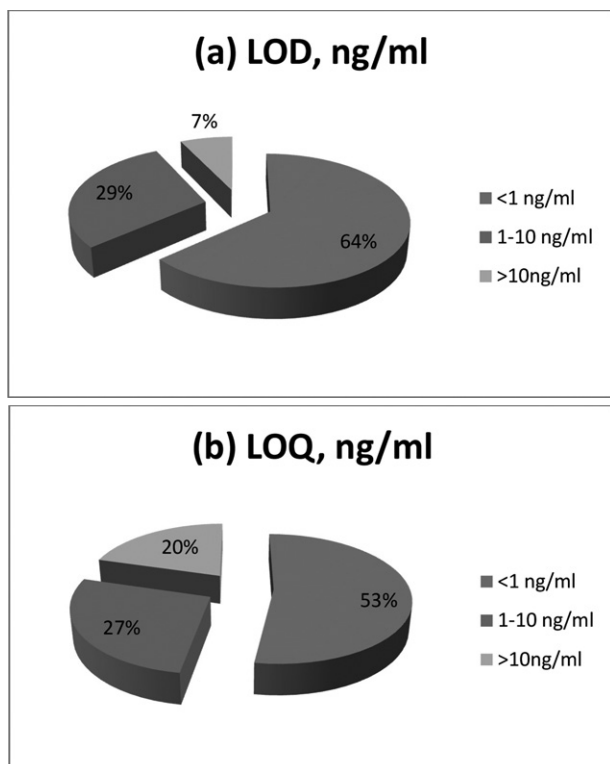 (a) LOD, ng/ml
7%
29%
64%
<1 ng/ml
1-10 ng/ml
>10ng/ml
(b) LOQ, ng/ml
20%
53%
27%
<1 ng/ml
1-10 ng/ml
>10ng/ml